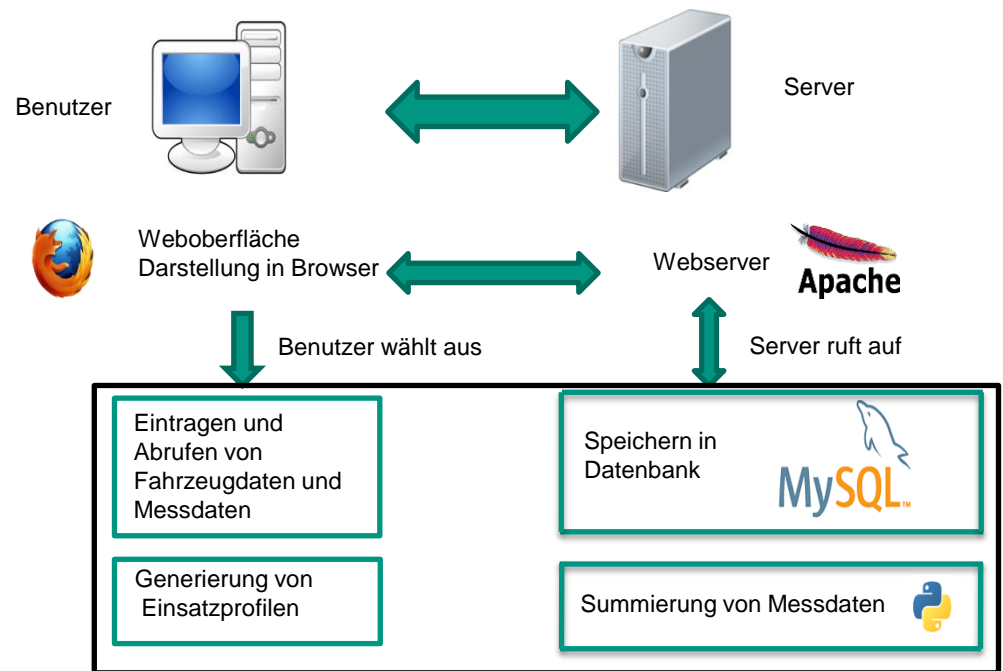 Benutzer
Server
Weboberfläche
Darstellung in Browser
Webserver
Apache
Benutzer wählt aus
Server ruft auf
Eintragen und
Abrufen von
Fahrzeugdaten und
Messdaten
Speichern in
Datenbank
MySQL™
Generierung von
Einsatzprofilen
Summierung von Messdaten